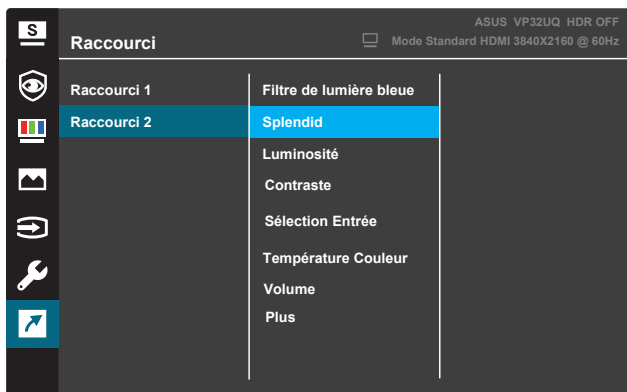 S
ASUS VP32UQ HDR OFF
Raccourci
Mode Standard HDMI 3840X2160 @ 60Hz
Raccourci 1
Filtre de lumière bleue
Raccourci 2
Splendid
Luminosité
Contraste
Sélection Entrée
Température Couleur
Volume
Plus